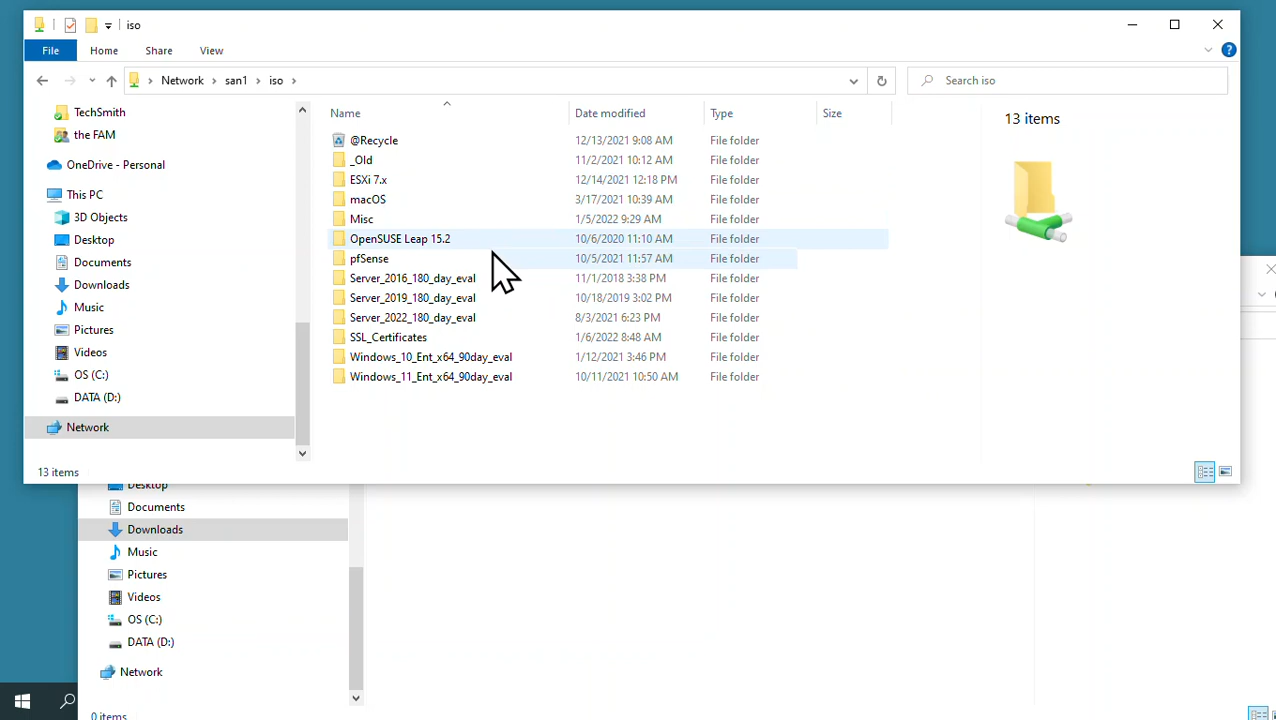 iso
File Home Share View
Network san1 iso Search iso
TechSmith
the FAM
OneDrive - Personal
This PC
3D Objects
Desktop
Documents
Downloads
Music
Pictures
Videos
OS (C:)
DATA (D:)
Network
Name Date modified Type Size
@Recycle 12/13/2021 9:08 AM File folder
_Old 11/2/2021 10:12 AM File folder
ESXi 7.x 12/14/2021 12:18 PM File folder
macOS 3/17/2021 10:39 AM File folder
Misc 1/5/2022 9:29 AM File folder
OpenSUSE Leap 15.2 10/6/2020 11:10 AM File folder
pfSense 10/5/2021 11:57 AM File folder
Server_2016_180_day_eval 11/1/2018 3:38 PM File folder
Server_2019_180_day_eval 10/18/2019 3:02 PM File folder
Server_2022_180_day_eval 8/3/2021 6:23 PM File folder
SSL_Certificates 1/6/2022 8:48 AM File folder
Windows_10_Ent_x64_90day_eval 1/12/2021 3:46 PM File folder
Windows_11_Ent_x64_90day_eval 10/11/2021 10:50 AM File folder
13 items
13 items
Desktop
Documents
Downloads
Music
Pictures
Videos
OS (C:)
DATA (D:)
Network
0 items